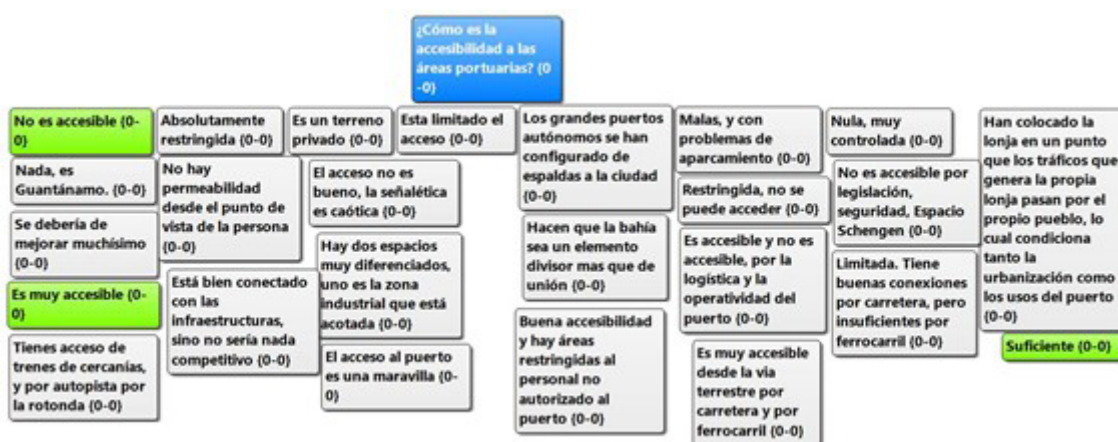 ¿Cómo es la
accesibilidad a las
áreas portuarias? {0
-0}
No es accesible {0-
0}
Nada, es
Guantánamo. {0-0}
Se debería de
mejorar muchísimo
{0-0}
Es muy accesible {0-
0}
Tienes acceso de
trenes de cercanías,
y por autopista por
la rotonda {0-0}
Absolutamente
restringida {0-0}
No hay
permeabilidad
desde el punto de
vista de la persona
{0-0}
Está bien conectado
con las
infraestructuras,
sino no sería nada
competitivo {0-0}
Es un terreno
privado {0-0}
El acceso no es
bueno, la señalética
es caótica {0-0}
Hay dos espacios
muy diferenciados,
uno es la zona
industrial que está
acotada {0-0}
El acceso al puerto
es una maravilla {0-
0}
Esta limitado el
acceso {0-0}
Los grandes puertos
autónomos se han
configurado de
espaldas a la ciudad
{0-0}
Hacen que la bahía
sea un elemento
divisor mas que de
unión {0-0}
Buena accesibilidad
y hay áreas
restringidas al
personal no
autorizado al
puerto {0-0}
Malas, y con
problemas de
aparcamiento {0-0}
Restringida, no se
puede acceder {0-0}
Es accesible y no es
accesible, por la
logística y la
operatividad del
puerto {0-0}
Es muy accesible
desde la via
terrestre por
carretera y por
ferrocarril {0-0}
Nula, muy
controlada {0-0}
No es accesible por
legislación,
seguridad, Espacio
Schengen {0-0}
Limitada. Tiene
buenas conexiones
por carretera, pero
insuficientes por
ferrocarril {0-0}
Han colocado la
lonja en un punto
que los tráficos que
genera la propia
lonja pasan por el
propio pueblo, lo
cual condiciona
tanto la
urbanización como
los usos del puerto
{0-0}
Suficiente {0-0}